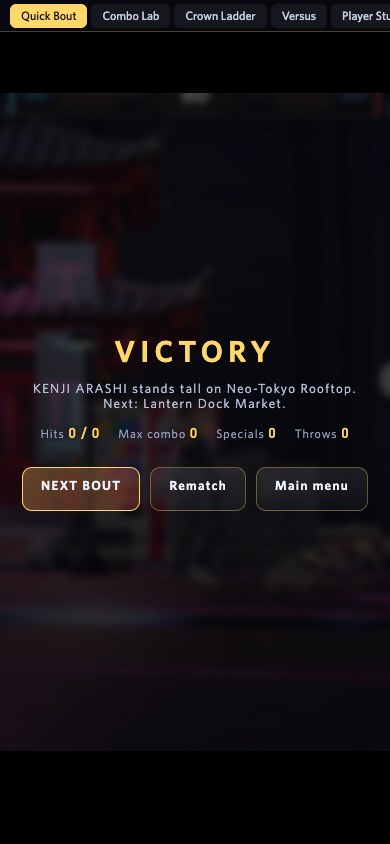 Quick Bout Combo Lab Crown Ladder Versus Player Stu
VICTORY
KENJI ARASHI stands tall on Neo-Tokyo Rooftop.
Next: Lantern Dock Market.
Hits 0 / 0 Max combo 0 Specials 0 Throws 0
NEXT BOUT Rematch Main menu